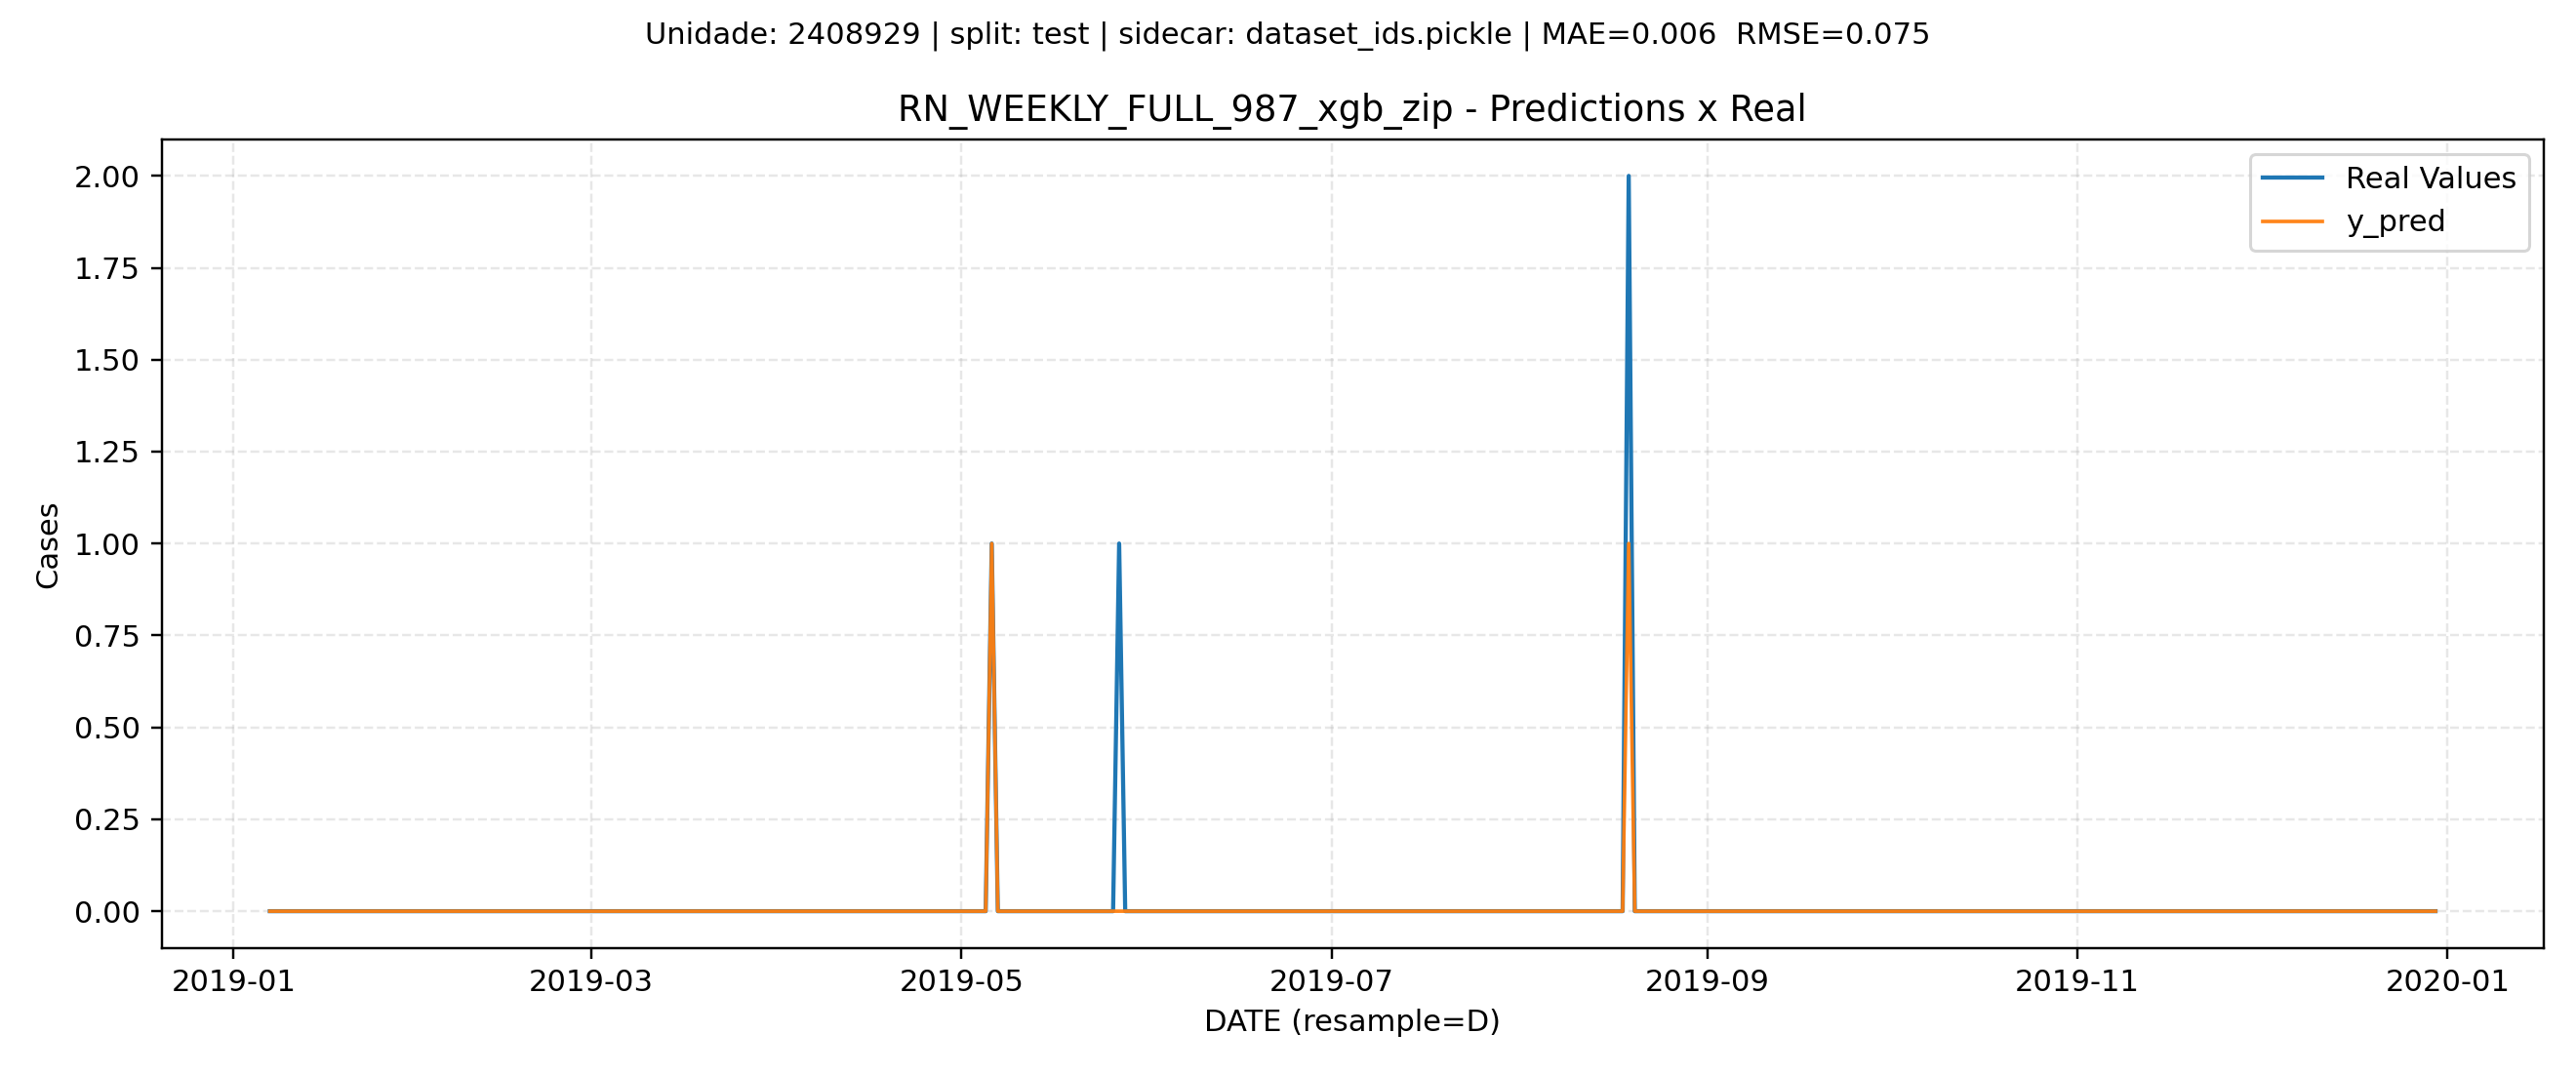 Unidade: 2408929 | split: test | sidecar: dataset_ids.pickle | MAE=0.006  RMSE=0.075
RN_WEEKLY_FULL_987_xgb_zip - Predictions x Real
Real Values
y_pred
2.00
1.75
1.50
1.25
1.00
0.75
0.50
0.25
0.00
Cases
2019-01
2019-03
2019-05
2019-07
2019-09
2019-11
2020-01
DATE (resample=D)